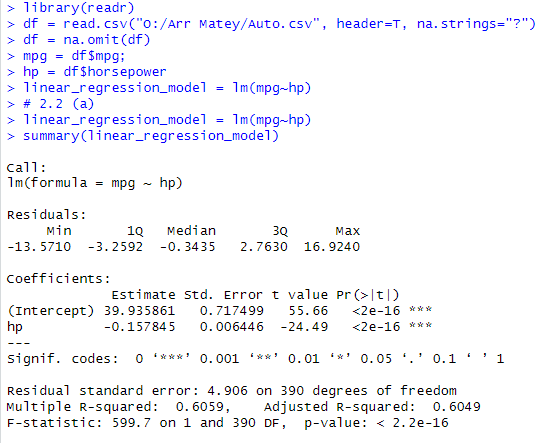 > library(readr)
> df = read.csv("O:/Arr Matey/Auto.csv", header=T, na.strings="?")
> df = na.omit(df)
> mpg = df$mpg;
> hp = df$horsepower
> linear_regression_model = lm(mpg~hp)
> # 2.2 (a)
> linear_regression_model = lm(mpg~hp)
> summary(linear_regression_model)

Call:
lm(formula = mpg ~ hp)

Residuals:
     Min       1Q   Median       3Q      Max
-13.5710  -3.2592  -0.3435   2.7630  16.9240

Coefficients:
             Estimate Std. Error t value Pr(>|t|)
(Intercept) 39.935861   0.717499   55.66   <2e-16 ***
hp          -0.157845   0.006446  -24.49   <2e-16 ***
---
Signif. codes:  0 ‘***’ 0.001 ‘**’ 0.01 ‘*’ 0.05 ‘.’ 0.1 ‘ ’ 1

Residual standard error: 4.906 on 390 degrees of freedom
Multiple R-squared:  0.6059,    Adjusted R-squared:  0.6049
F-statistic: 599.7 on 1 and 390 DF,  p-value: < 2.2e-16